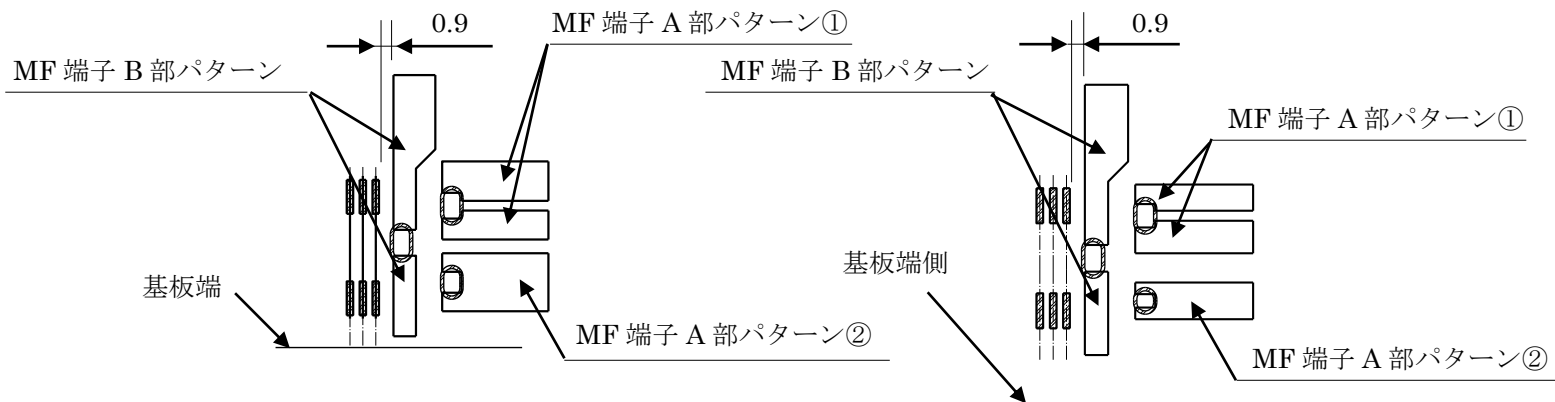 0.9
MF 端子 A 部パターン①
MF 端子 B 部パターン
基板端
MF 端子 A 部パターン②
0.9
MF 端子 B 部パターン
MF 端子 A 部パターン①
基板端側
MF 端子 A 部パターン②